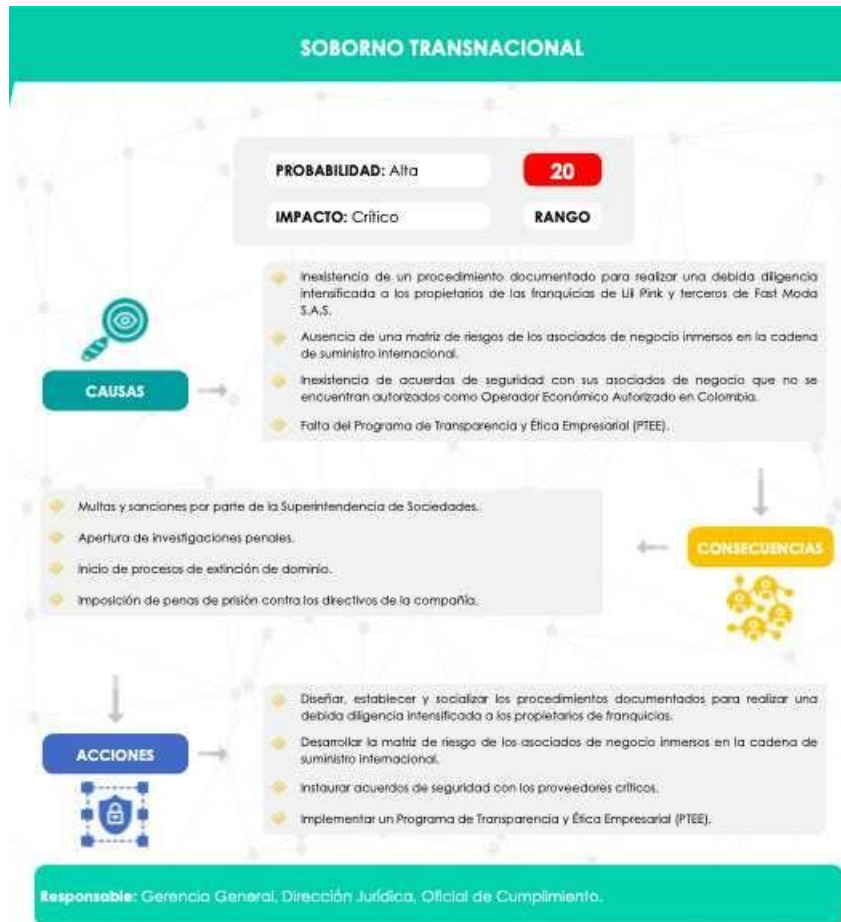 SOBORNO TRANSNACIONAL
PROBABILIDAD: Alta
20
IMPACTO: Crítico
RANGO
Inexistencia de un procedimiento documentado para realizar una debida diligencia
intensificada a los propietarios de las franquicias de Lili Pink y terceros de Fast Moda
S.A.S.
Ausencia de una matriz de riesgos de los asociados de negocio inmersos en la cadena
de suministro internacional.
CAUSAS
Inexistencia de acuerdos de seguridad con sus asociados de negocio que no se
encuentran autorizados como Operador Económico Autorizado en Colombia.
Falta del Programa de Transparencia y Ética Empresarial (PTEE).
Multas y sanciones por parte de la Superintendencia de Sociedades.
Apertura de investigaciones penales.
Inicio de procesos de extinción de dominio.
Imposición de penas de prisión contra los directivos de la compañía.
CONSECUENCIAS
Diseñar, establecer y socializar los procedimientos documentados para realizar una
debida diligencia intensificada a los propietarios de franquicias.
ACCIONES
Desarrollar la matriz de riesgo de los asociados de negocio inmersos en la cadena de
suministro internacional.
Instaurar acuerdos de seguridad con los proveedores críticos.
Implementar un Programa de Transparencia y Ética Empresarial (PTEE).
Responsable: Gerencia General, Dirección Jurídica, Oficial de Cumplimiento.